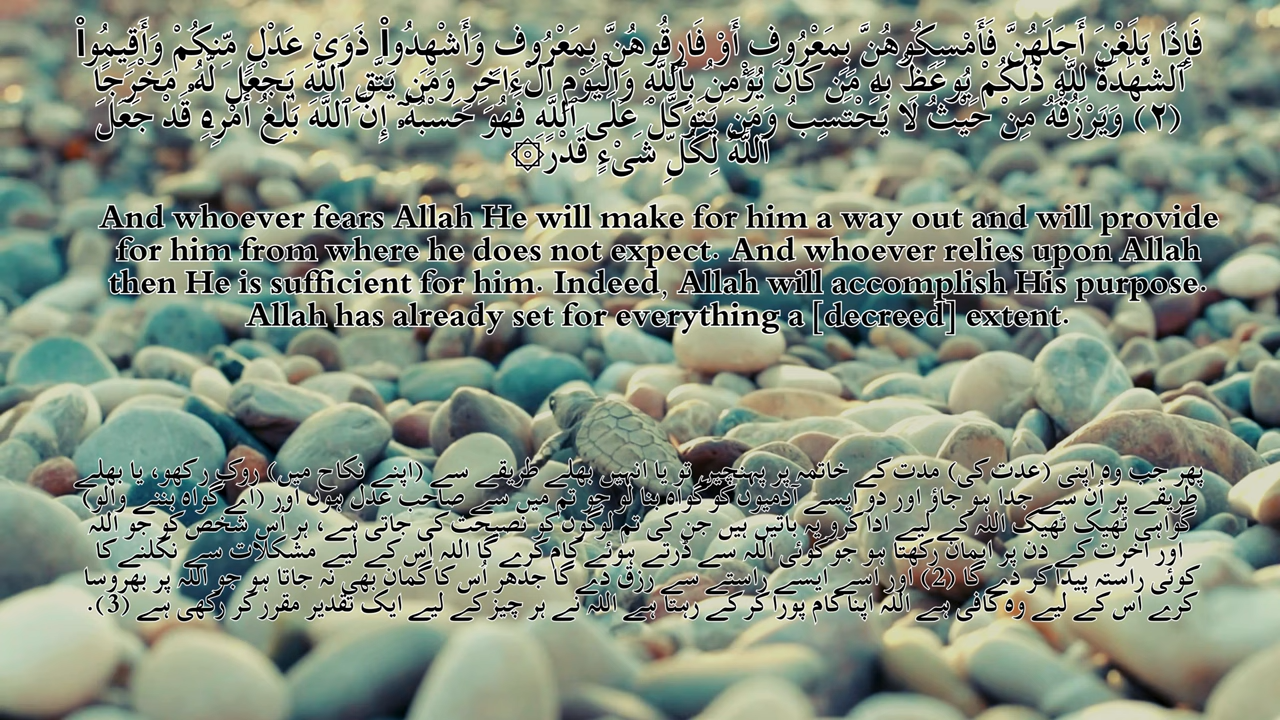 فَإِذَا بَلَغْنَ أَجَلَهُنَّ فَأَمْسِكُوهُنَّ بِمَعْرُوفٍ أَوْ فَارِقُوهُنَّ بِمَعْرُوفٍ وَأَشْهِدُوا۟ ذَوَىْ عَدْلٍ مِّنكُمْ وَأَقِيمُوا۟
ٱلشَّهَٰدَةَ لِلَّهِ ذَٰلِكُمْ يُوعَظُ بِهِۦ مَن كَانَ يُؤْمِنُ بِٱللَّهِ وَٱلْيَوْمِ ٱلْءَاخِرِ وَمَن يَتَّقِ ٱللَّهَ يَجْعَل لَّهُۥ مَخْرَجًا
(٢) وَيَرْزُقْهُ مِنْ حَيْثُ لَا يَحْتَسِبُ وَمَن يَتَوَكَّلْ عَلَى ٱللَّهِ فَهُوَ حَسْبُهُۥٓ إِنَّ ٱللَّهَ بَٰلِغُ أَمْرِهِۦ قَدْ جَعَلَ
ٱللَّهُ لِكُلِّ شَىْءٍ قَدْرًا۞
And whoever fears Allah He will make for him a way out and will provide
for him from where he does not expect. And whoever relies upon Allah
then He is sufficient for him. Indeed, Allah will accomplish His purpose.
Allah has already set for everything a [decreed] extent.
پھر جب وہ اپنی (عدت کی) مدت کے خاتمہ پر پہنچیں تو یا انہیں بھلے طریقے سے (اپنے نکاح میں) روک رکھو، یا بھلے
طریقے پر اُن سے جدا ہو جاؤ اور دو ایسے آدمیوں کو گواہ بنا لو جو تم میں سے صاحب عدل ہوں اور (اے گواہ بننے والو)
گواہی ٹھیک ٹھیک اللہ کے لیے ادا کرو یہ باتیں ہیں جن کی تم لوگوں کو نصیحت کی جاتی ہے، ہر اُس شخص کو جو اللہ
اور آخرت کے دن پر ایمان رکھتا ہو جو کوئی اللہ سے ڈرتے ہوئے کام کرے گا اللہ اُس کے لیے مشکلات سے نکلنے کا
کوئی راستہ پیدا کر دے گا (2) اور اسے ایسے راستے سے رزق دے گا جدھر اُس کا گمان بھی نہ جاتا ہو جو اللہ پر بھروسا
کرے اس کے لیے وہ کافی ہے اللہ اپنا کام پورا کر کے رہتا ہے اللہ نے ہر چیز کے لیے ایک تقدیر مقرر کر رکھی ہے (3).